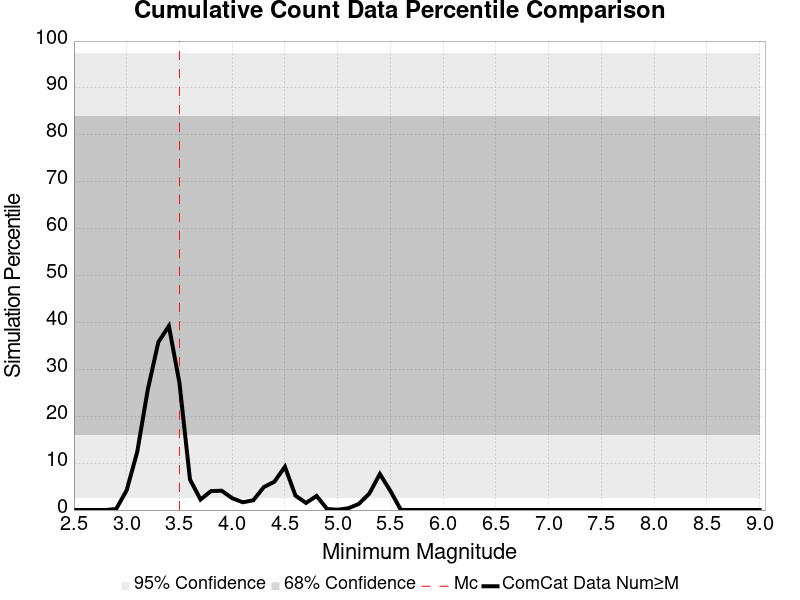 Cumulative Count Data Percentile Comparison
100
90
80
70
60
50
40
30
20
10
0
Simulation Percentile
2.5 3.0 3.5 4.0 4.5 5.0 5.5 6.0 6.5 7.0 7.5 8.0 8.5 9.0
Minimum Magnitude
95% Confidence 68% Confidence Mc ComCat Data Num≥M